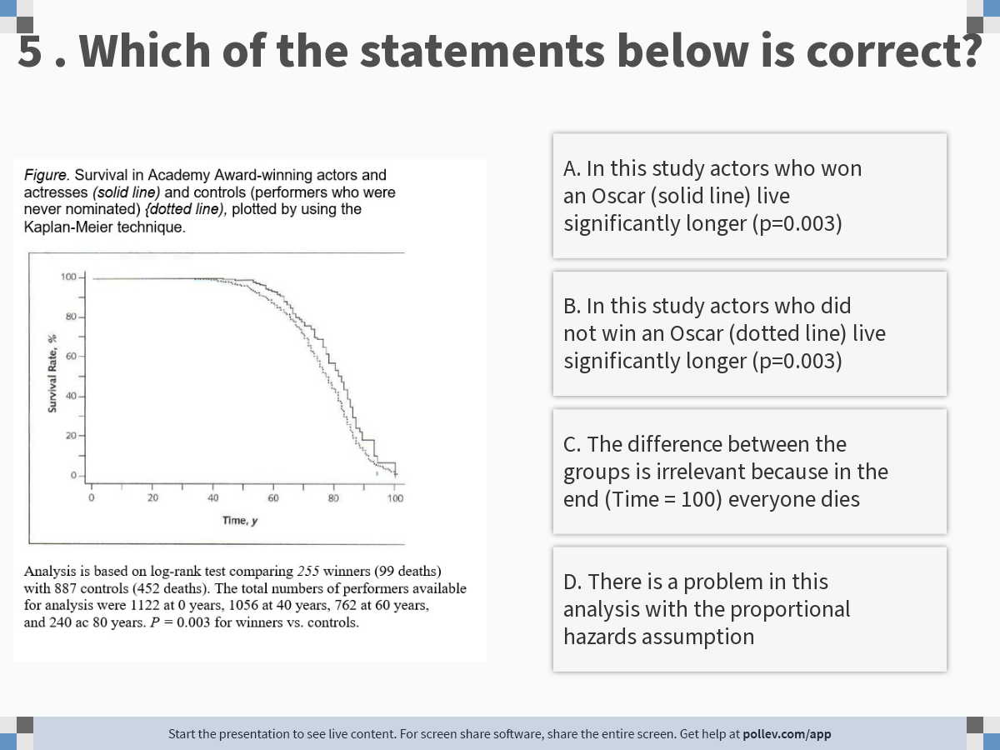 5 . Which of the statements below is correct?
Figure. Survival in Academy Award-winning actors and
actresses (solid line) and controls (performers who were
never nominated) {dotted line), plotted by using the
Kaplan-Meier technique.
100
80
60
40
20
0
Survival Rate, %
0 20 40 60 80 100
Time, y
Analysis is based on log-rank test comparing 255 winners (99 deaths)
with 887 controls (452 deaths). The total numbers of performers available
for analysis were 1122 at 0 years, 1056 at 40 years, 762 at 60 years,
and 240 ac 80 years. P = 0.003 for winners vs. controls.
A. In this study actors who won
an Oscar (solid line) live
significantly longer (p=0.003)
B. In this study actors who did
not win an Oscar (dotted line) live
significantly longer (p=0.003)
C. The difference between the
groups is irrelevant because in the
end (Time = 100) everyone dies
D. There is a problem in this
analysis with the proportional
hazards assumption
Start the presentation to see live content. For screen share software, share the entire screen. Get help at pollev.com/app